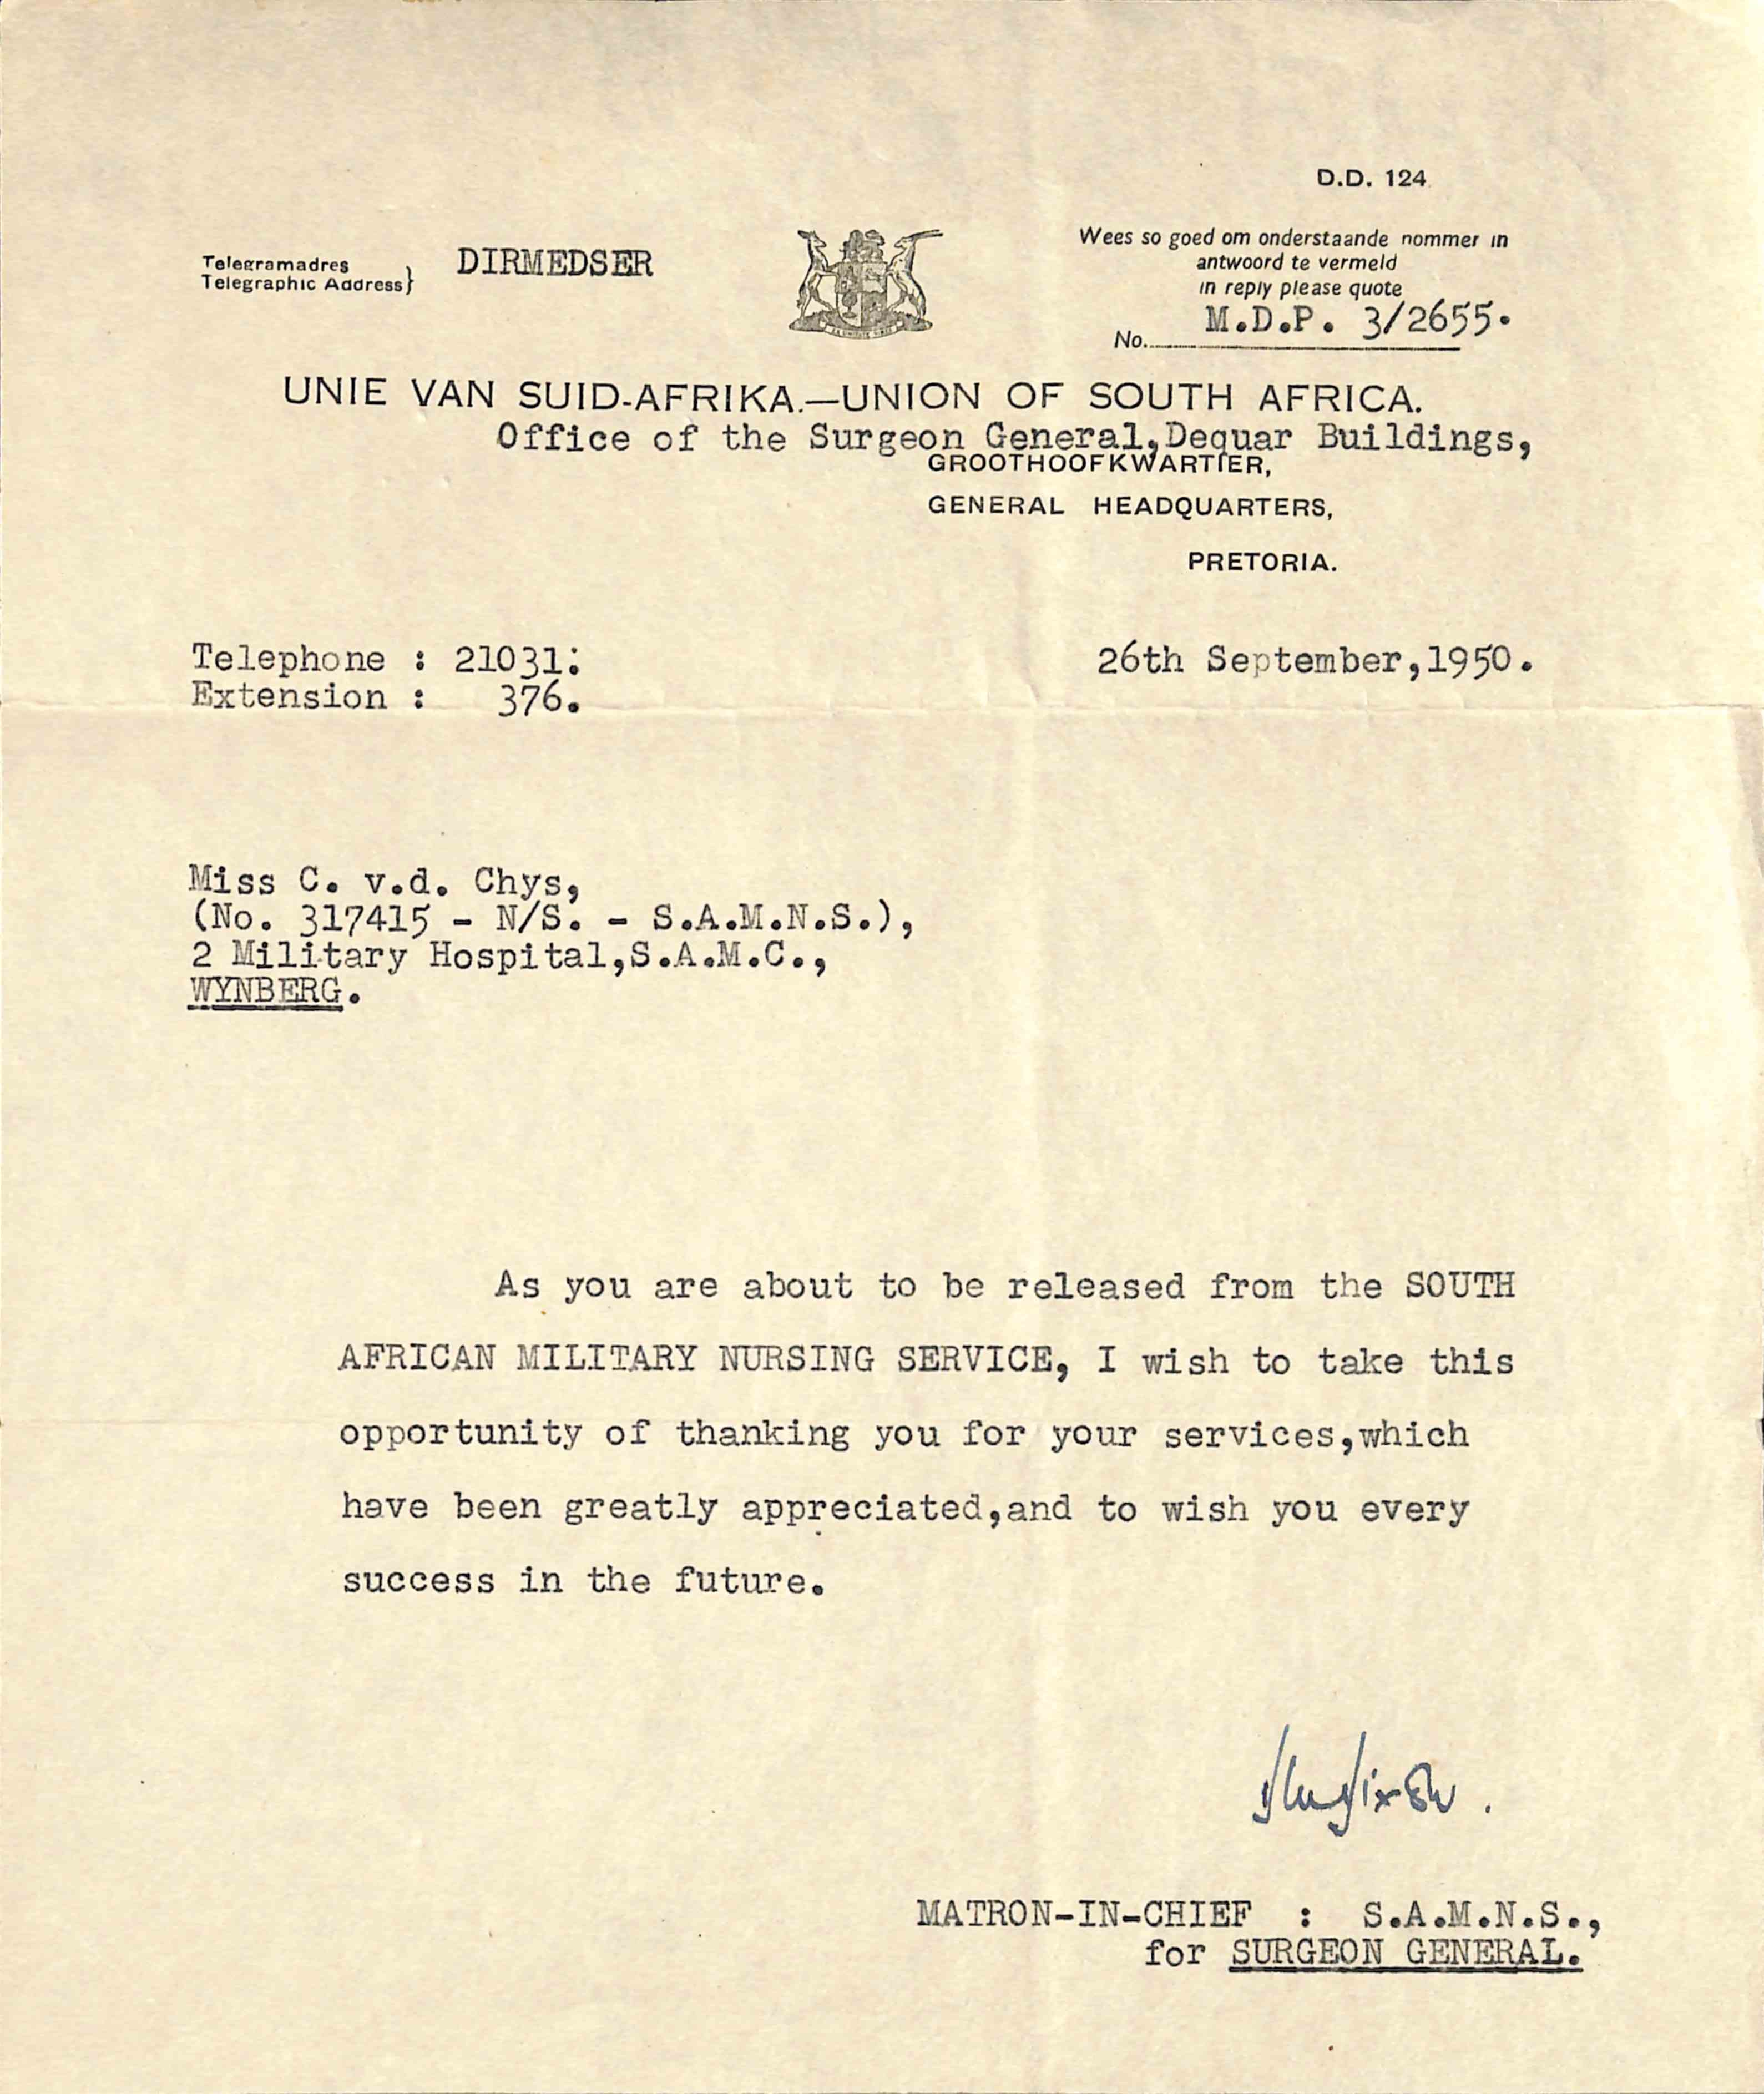 D.D. 124
Telegramadres
Telegraphic Address}
DIRMEDSER
Wees so goed om onderstaande nommer in
antwoord te vermeld
in reply please quote
No. M.D.P. 3/2655.
UNIE VAN SUID-AFRIKA.—UNION OF SOUTH AFRICA.
Office of the Surgeon General,Dequar Buildings,
GROOTHOOFKWARTIER,
GENERAL HEADQUARTERS,
PRETORIA.
Telephone : 21031:
26th September,1950.
Extension : 376.
Miss C. v.d. Chys,
(No. 317415 - N/S. - S.A.M.N.S.),
2 Military Hospital,S.A.M.C.,
WYNBERG.
As you are about to be released from the SOUTH
AFRICAN MILITARY NURSING SERVICE, I wish to take this
opportunity of thanking you for your services,which
have been greatly appreciated,and to wish you every
success in the future.
MATRON-IN-CHIEF : S.A.M.N.S.,
for SURGEON GENERAL.